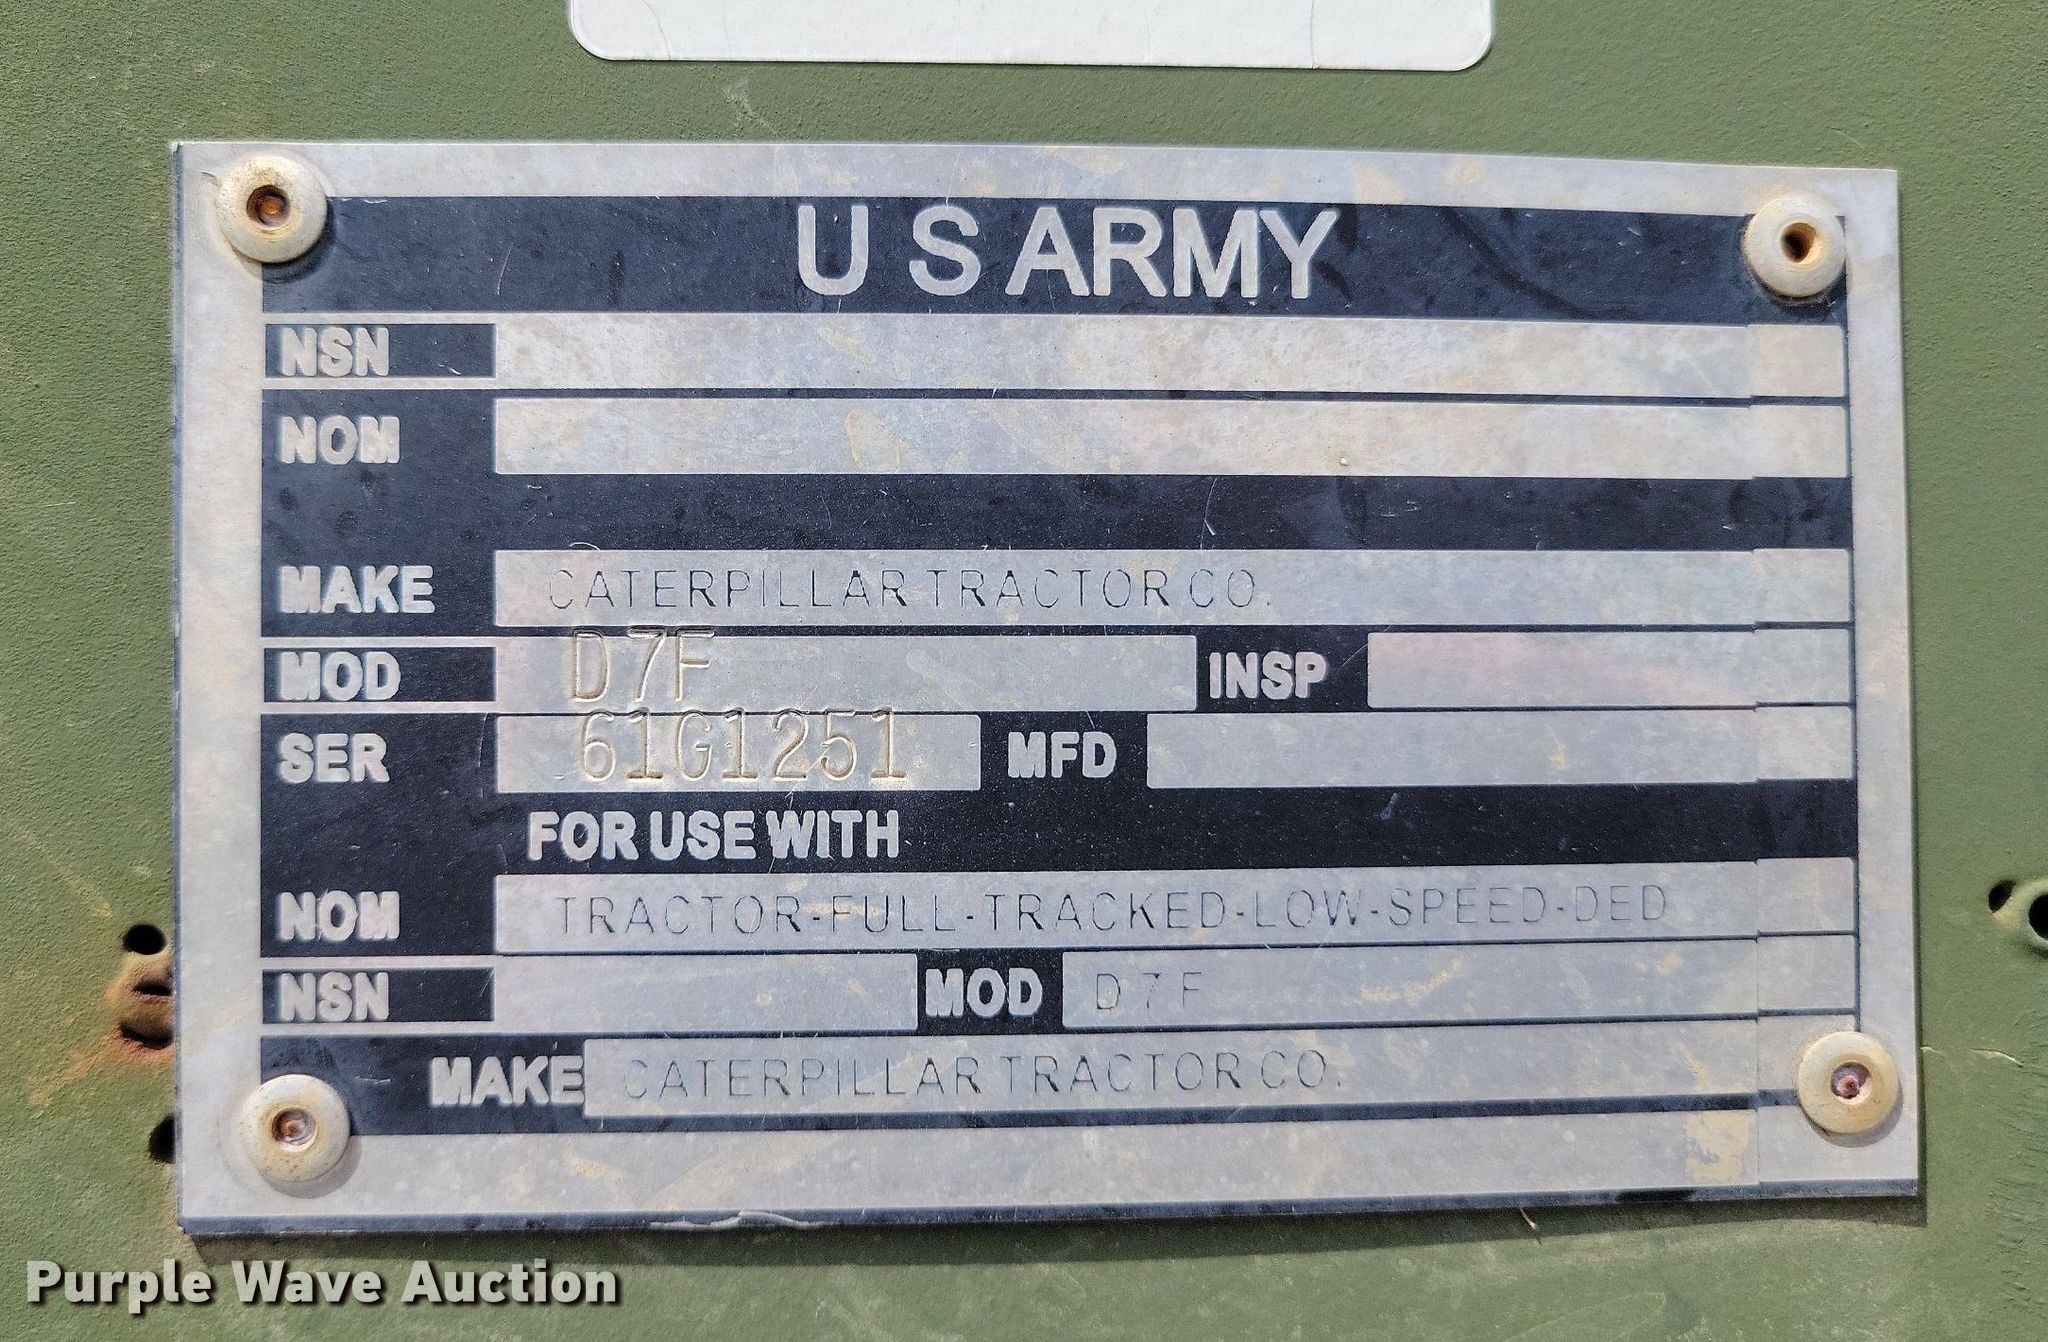 U S ARMY
NSN
NOM
MAKE CATERPILLAR TRACTOR CO.
MOD D7F INSP
SER 61G1251 MFD
FOR USE WITH
NOM TRACTOR-FULL-TRACKED-LOW-SPEED-DED
NSN MOD D7F
MAKE CATERPILLAR TRACTOR CO.
Purple Wave Auction